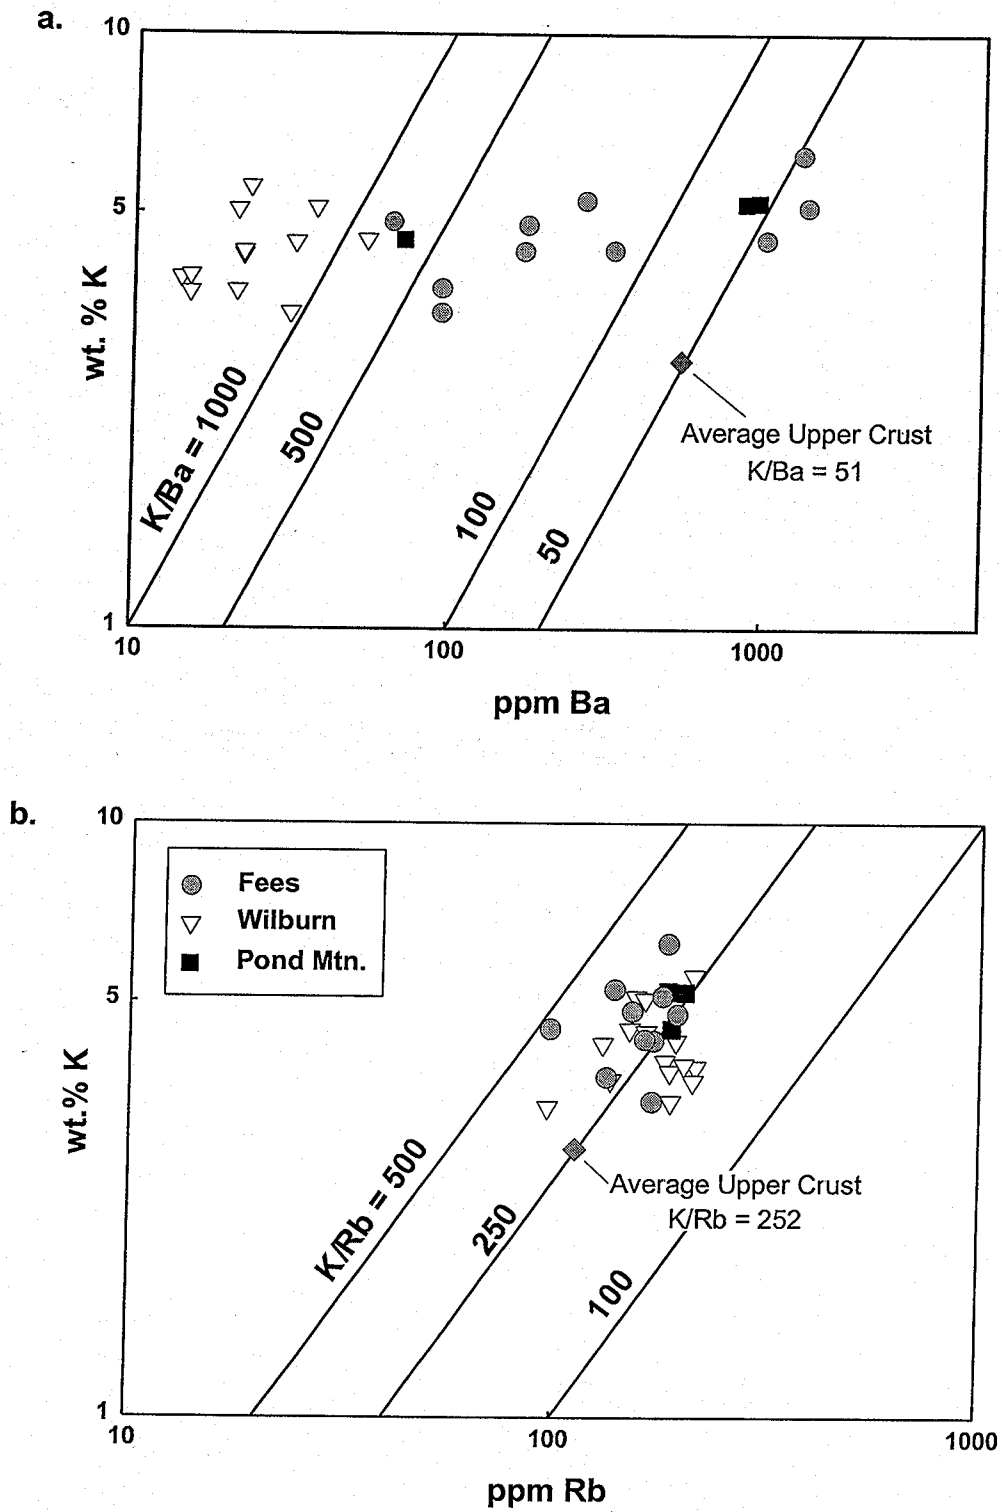 a.
10
5
1
wt. % K
K/Ba = 1000
500
100
50
Average Upper Crust
K/Ba = 51
10
100
1000
ppm Ba
b.
10
5
1
wt.% K
Fees
Wilburn
Pond Mtn.
K/Rb = 500
250
100
Average Upper Crust
K/Rb = 252
10
100
1000
ppm Rb